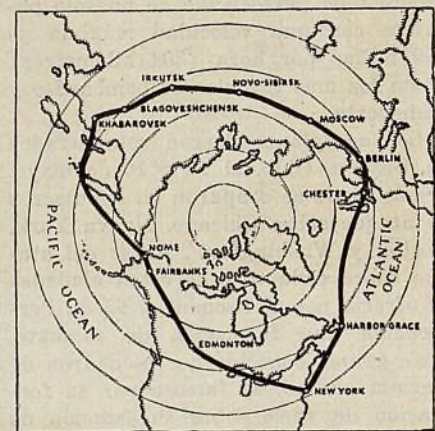 IRKUTSK
NOVO-SIBIRSK
BLAGOVESHCHENSK
KHABAROVSK
MOSCOW
BERLIN
CHESTER
PACIFIC OCEAN
ATLANTIC
OCEAN
NOME
FAIRBANKS
HARBOR GRACE
EDMONTON
NEW YORK